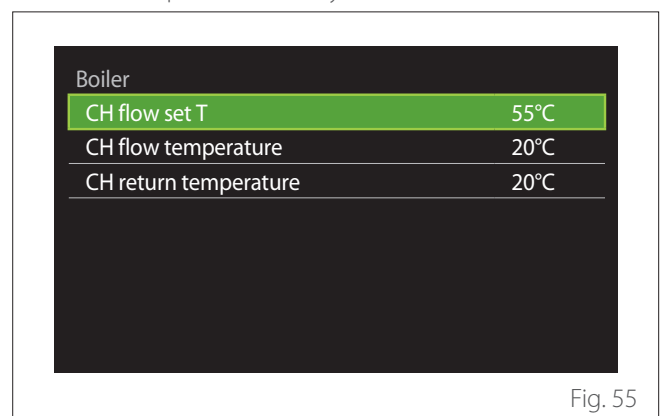 Boiler
CH flow set T 55°C
CH flow temperature 20°C
CH return temperature 20°C
Fig. 55